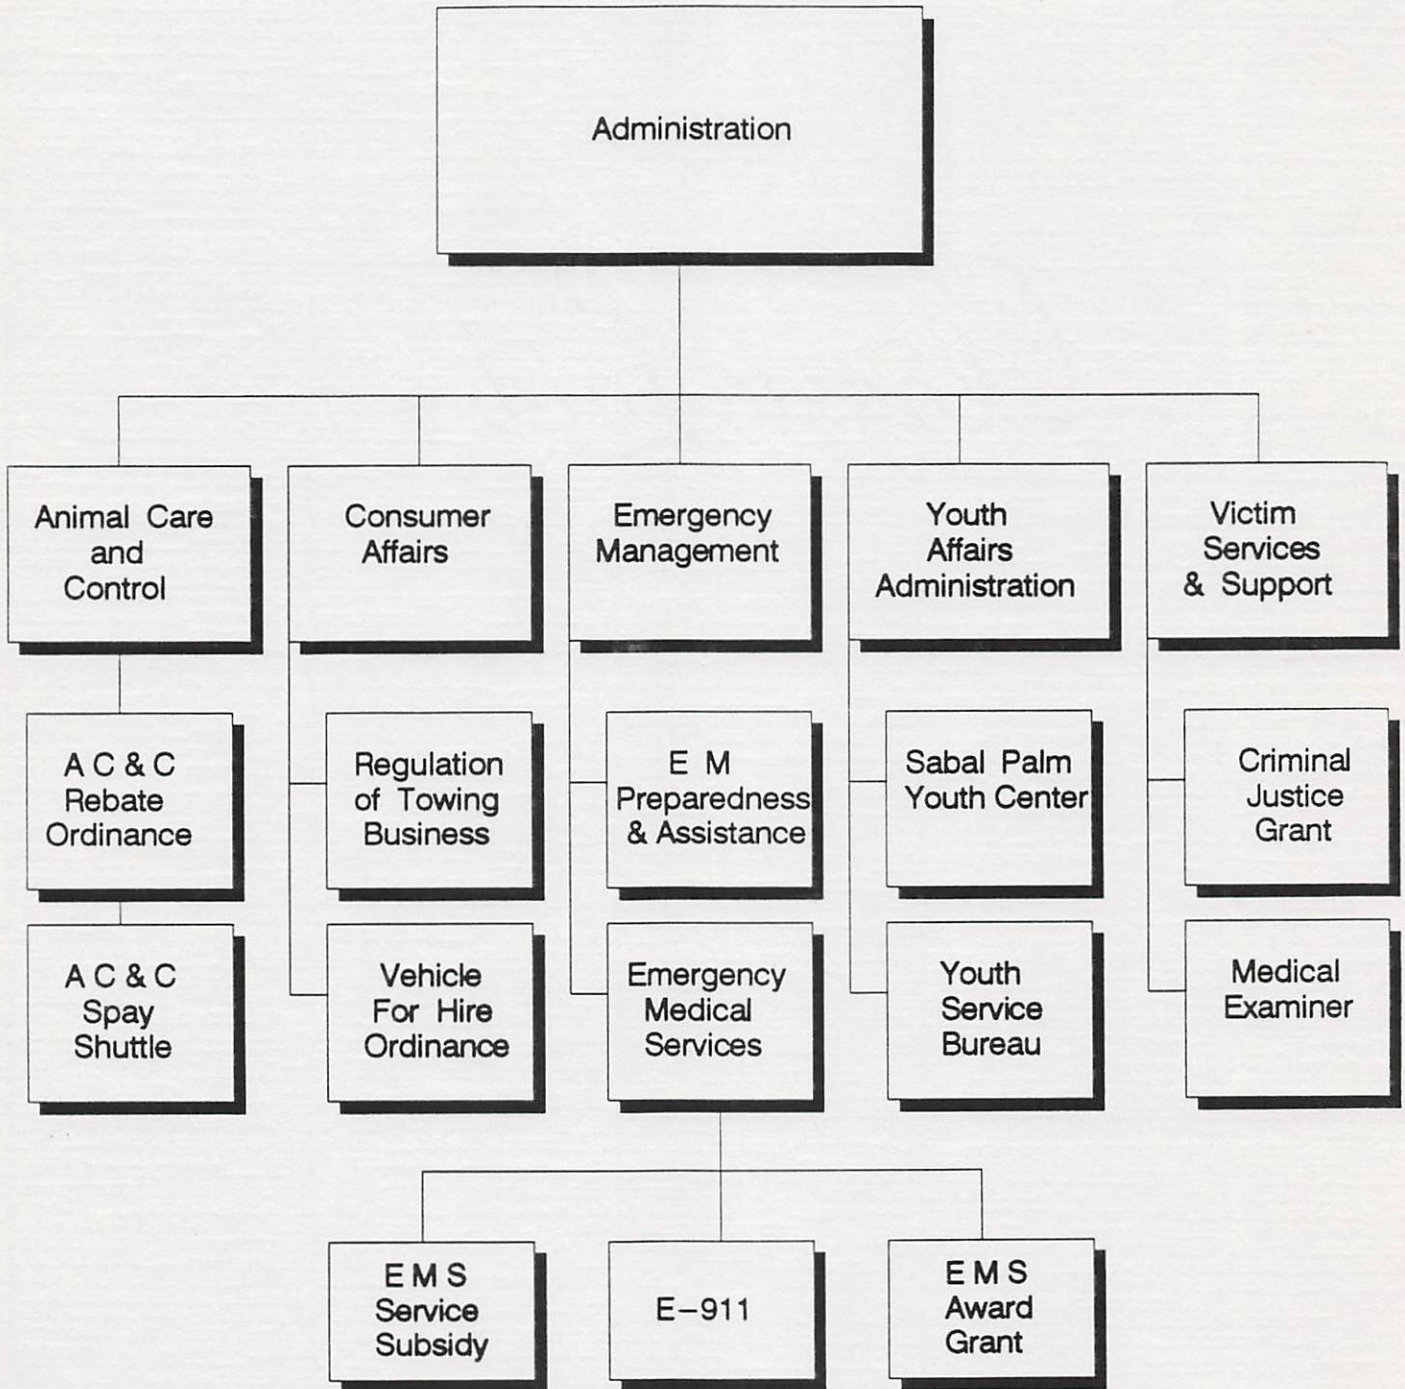 Administration
Animal Care
and
Control
Consumer
Affairs
Emergency
Management
Youth
Affairs
Administration
Victim
Services
& Support
A C & C
Rebate
Ordinance
Regulation
of Towing
Business
E M
Preparedness
& Assistance
Sabal Palm
Youth Center
Criminal
Justice
Grant
A C & C
Spay
Shuttle
Vehicle
For Hire
Ordinance
Emergency
Medical
Services
Youth
Service
Bureau
Medical
Examiner
E M S
Service
Subsidy
E-911
E M S
Award
Grant